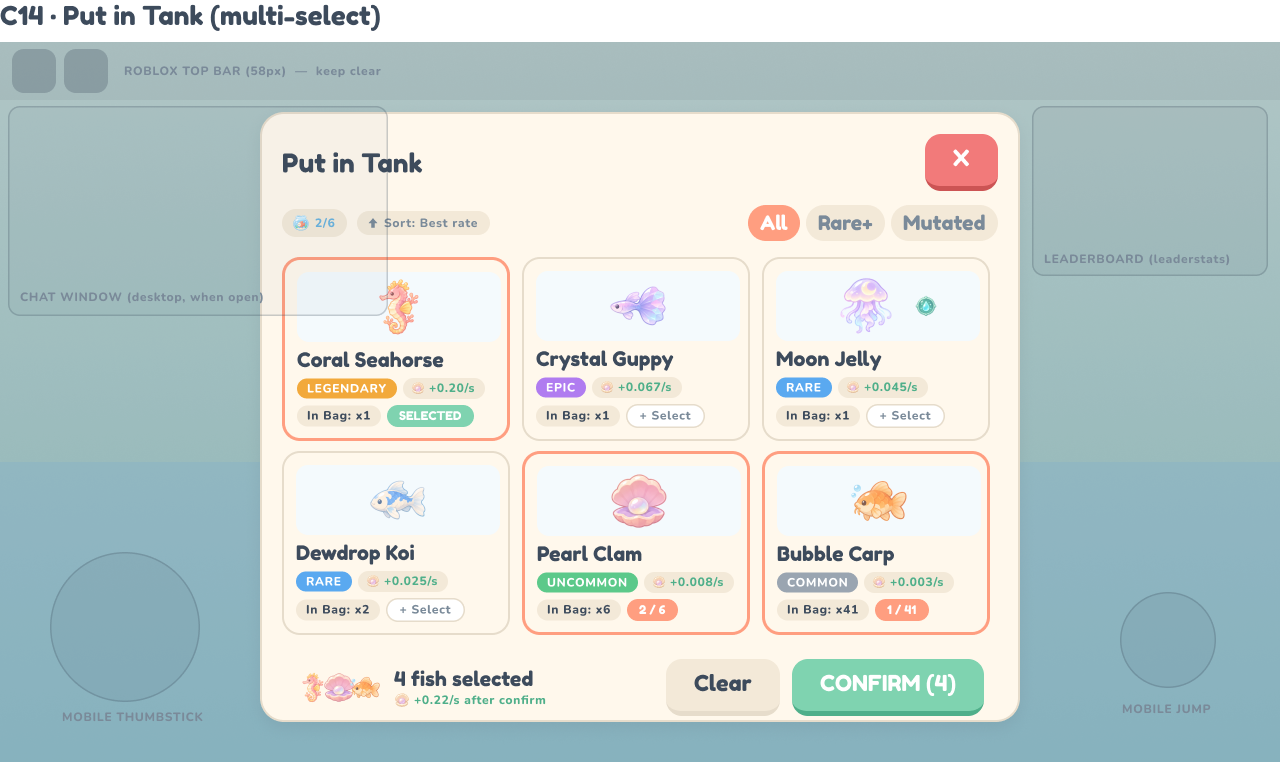 C14 · Put in Tank (multi-select)
ROBLOX TOP BAR (58px) — keep clear
Put in Tank
×
2/6
↑ Sort: Best rate
All
Rare+
Mutated
CHAT WINDOW (desktop, when open)
LEADERBOARD (leaderstats)
Coral Seahorse
LEGENDARY
+0.20/s
In Bag: x1
SELECTED
Crystal Guppy
EPIC
+0.067/s
In Bag: x1
+ Select
Moon Jelly
RARE
+0.045/s
In Bag: x1
+ Select
Dewdrop Koi
RARE
+0.025/s
In Bag: x2
+ Select
Pearl Clam
UNCOMMON
+0.008/s
In Bag: x6
2 / 6
Bubble Carp
COMMON
+0.003/s
In Bag: x41
1 / 41
4 fish selected
+0.22/s after confirm
Clear
CONFIRM (4)
MOBILE THUMBSTICK
MOBILE JUMP